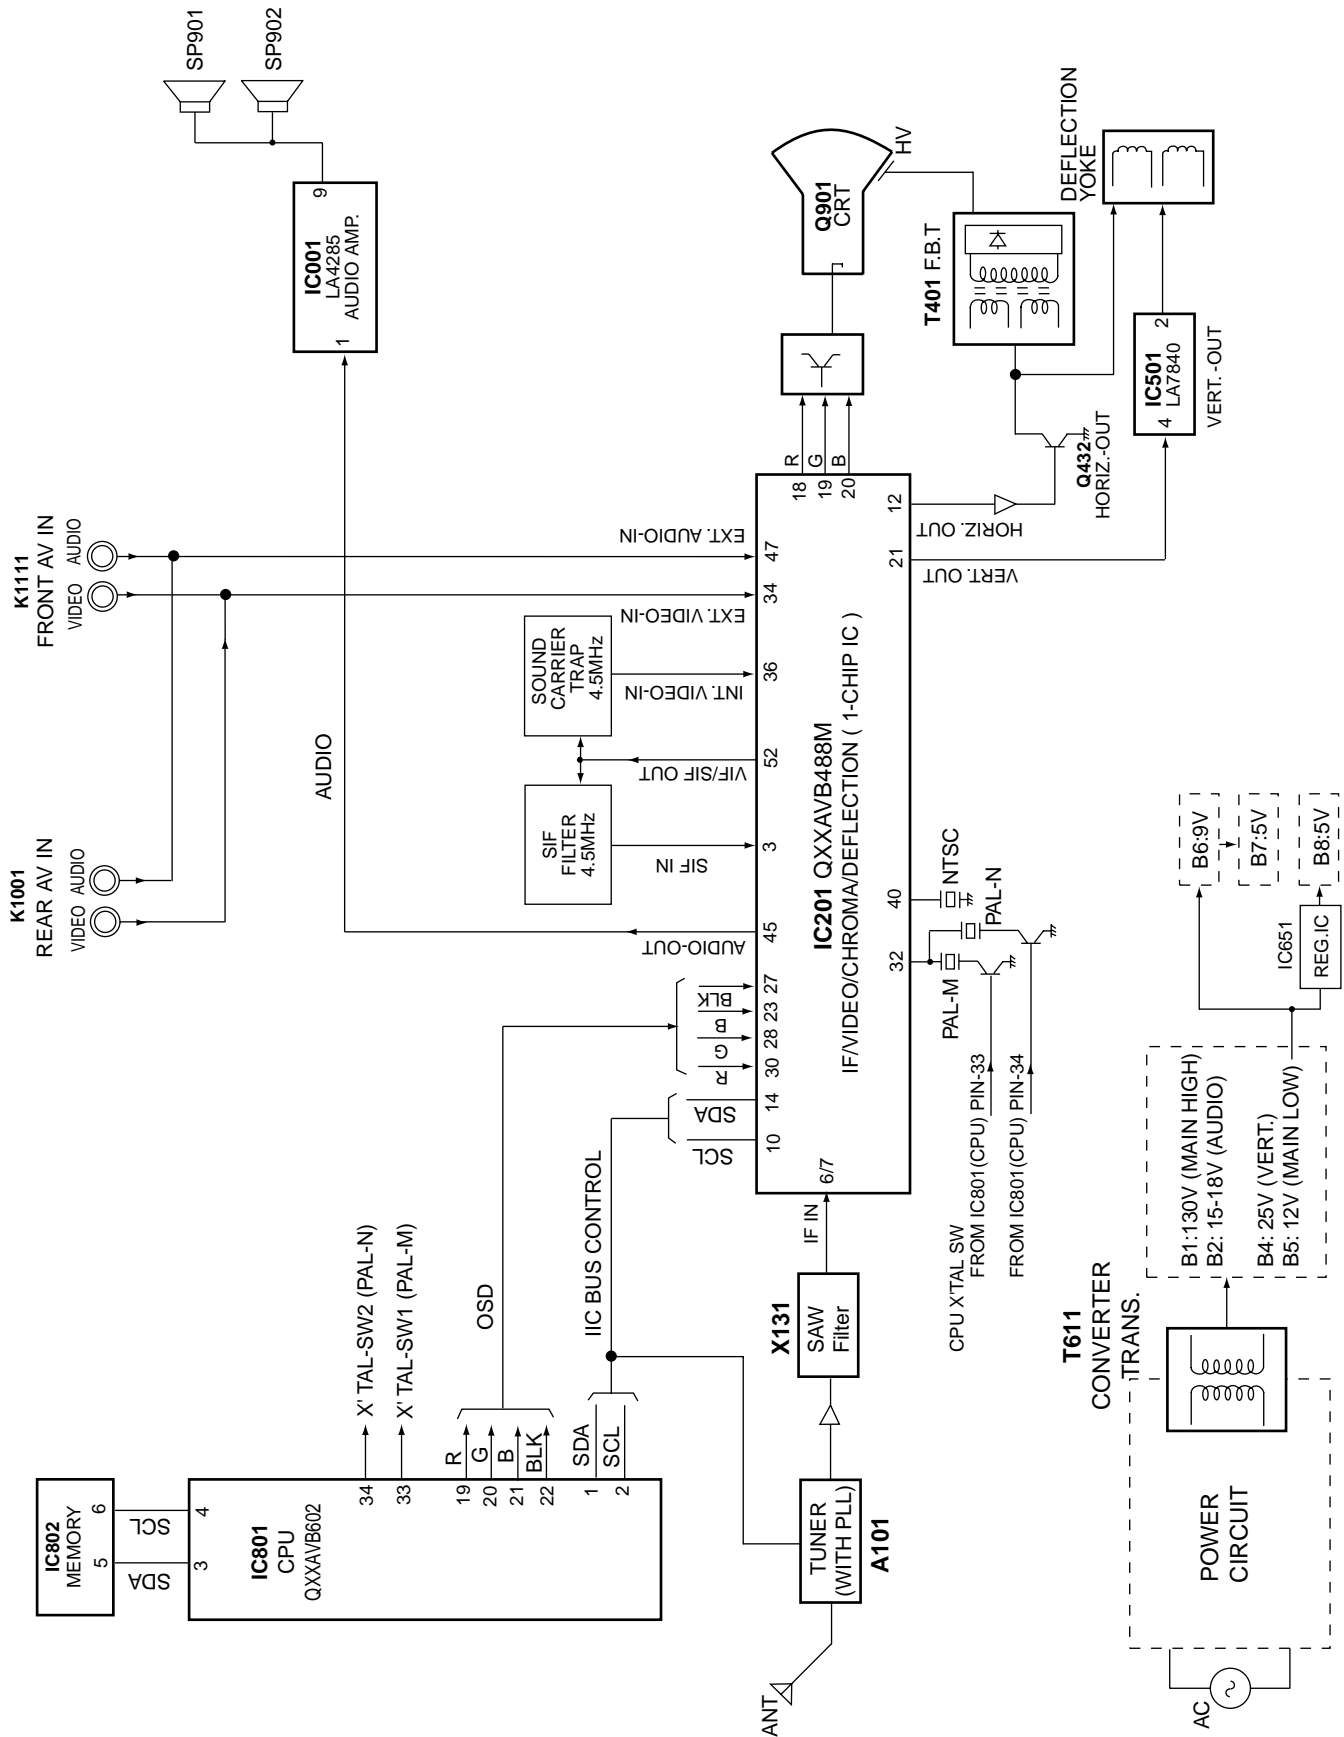 IC802
MEMORY
5
6
SDA
SCL
3
4
IC801
CPU
QXXAVB602
34
33
19
20
21
22
1
2
X' TAL-SW2 (PAL-N)
X' TAL-SW1 (PAL-M)
R
G
B
BLK
SDA
SCL
OSD
IIC BUS CONTROL
ANT
TUNER
(WITH PLL)
A101
X131
SAW
Filter
IF IN
6/7
K1001
REAR AV IN
VIDEO
AUDIO
K1111
FRONT AV IN
VIDEO
AUDIO
AUDIO
IC001
LA4285
AUDIO AMP.
1
9
SP901
SP902
SIF
FILTER
4.5MHz
SOUND
CARRIER
TRAP
4.5MHz
SCL
SDA
R
G
B
BLK
AUDIO-OUT
SIF IN
VIF/SIF OUT
INT. VIDEO-IN
EXT. VIDEO-IN
EXT. AUDIO-IN
10
14
30
28
23
27
45
3
52
36
34
47
IC201 QXXAVB488M
IF/VIDEO/CHROMA/DEFLECTION ( 1-CHIP IC )
32
40
21
12
18
19
20
R
G
B
PAL-M
PAL-N
NTSC
CPU X'TAL SW
FROM IC801(CPU) PIN-33
FROM IC801(CPU) PIN-34
Q901
CRT
HV
T401 F.B.T
HORIZ. OUT
VERT. OUT
Q432
HORIZ.-OUT
IC501
LA7840
4
2
VERT. -OUT
DEFLECTION
YOKE
AC
POWER
CIRCUIT
T611
CONVERTER
TRANS.
B1:130V (MAIN HIGH)
B2: 15-18V (AUDIO)
B4: 25V (VERT.)
B5: 12V (MAIN LOW)
IC651
REG.IC
B6:9V
B7:5V
B8:5V